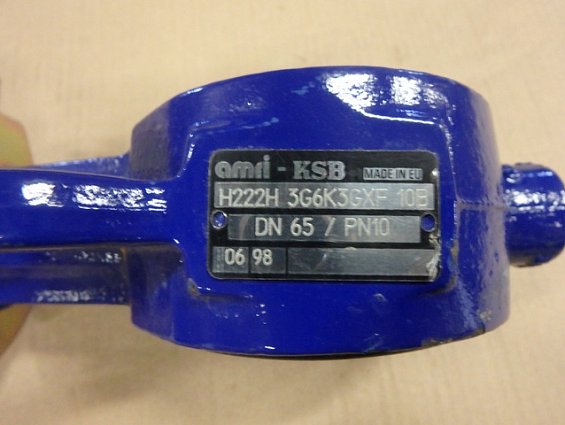 amri - KSB MADE IN EU
H222H 3G6K3GXF 10B
DN 65 / PN10
06 98